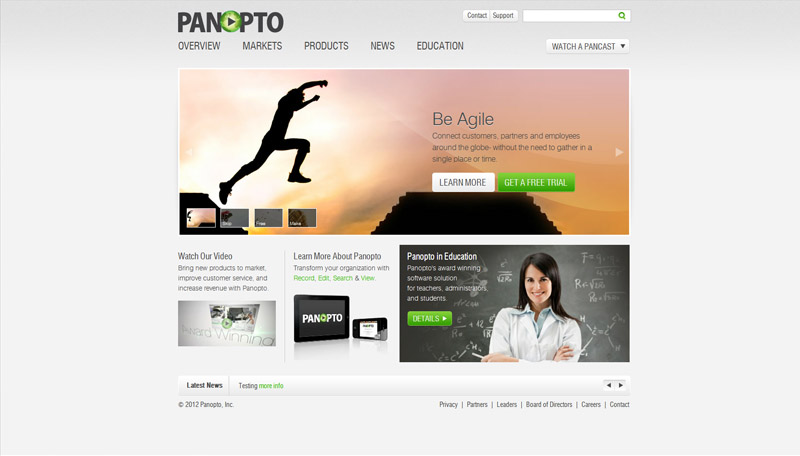 PANOPTO
Contact | Support
OVERVIEW MARKETS PRODUCTS NEWS EDUCATION
WATCH A PANCAST
Be Agile
Connect customers, partners and employees
around the globe- without the need to gather in a
single place or time.
LEARN MORE GET A FREE TRIAL
Free
Make
Watch Our Video
Bring new products to market,
improve customer service, and
increase revenue with Panopto.
Award Winning
Learn More About Panopto
Transform your organization with
Record, Edit, Search & View.
PANOPTO
PANOPTO
Panopto in Education
Panopto's award winning
software solution
for teachers, administrators,
and students.
DETAILS
Latest News
Testing more info
© 2012 Panopto, Inc.
Privacy | Partners | Leaders | Board of Directors | Careers | Contact